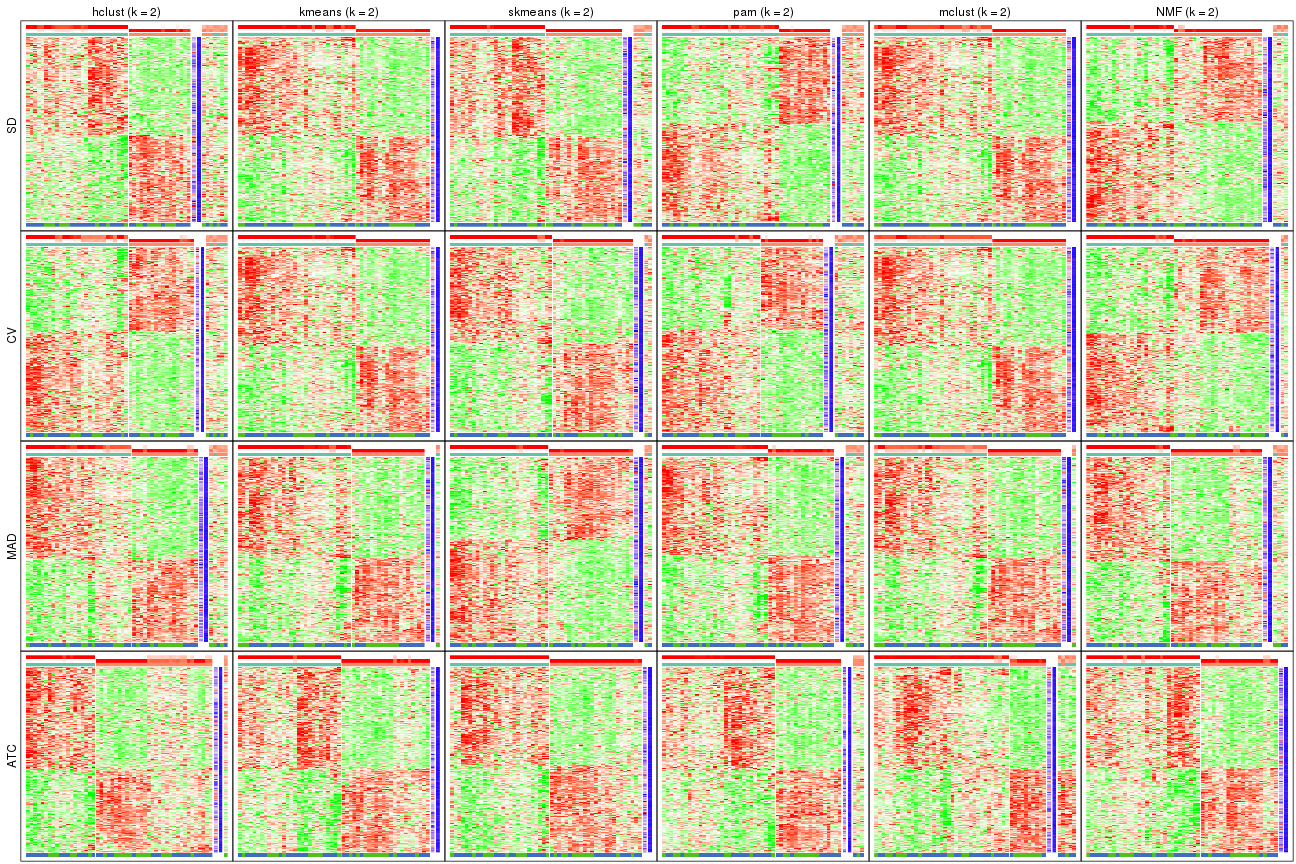 hclust (k = 2) kmeans (k = 2) skmeans (k = 2) pam (k = 2) mclust (k = 2) NMF (k = 2)
SD
CV
MAD
ATC